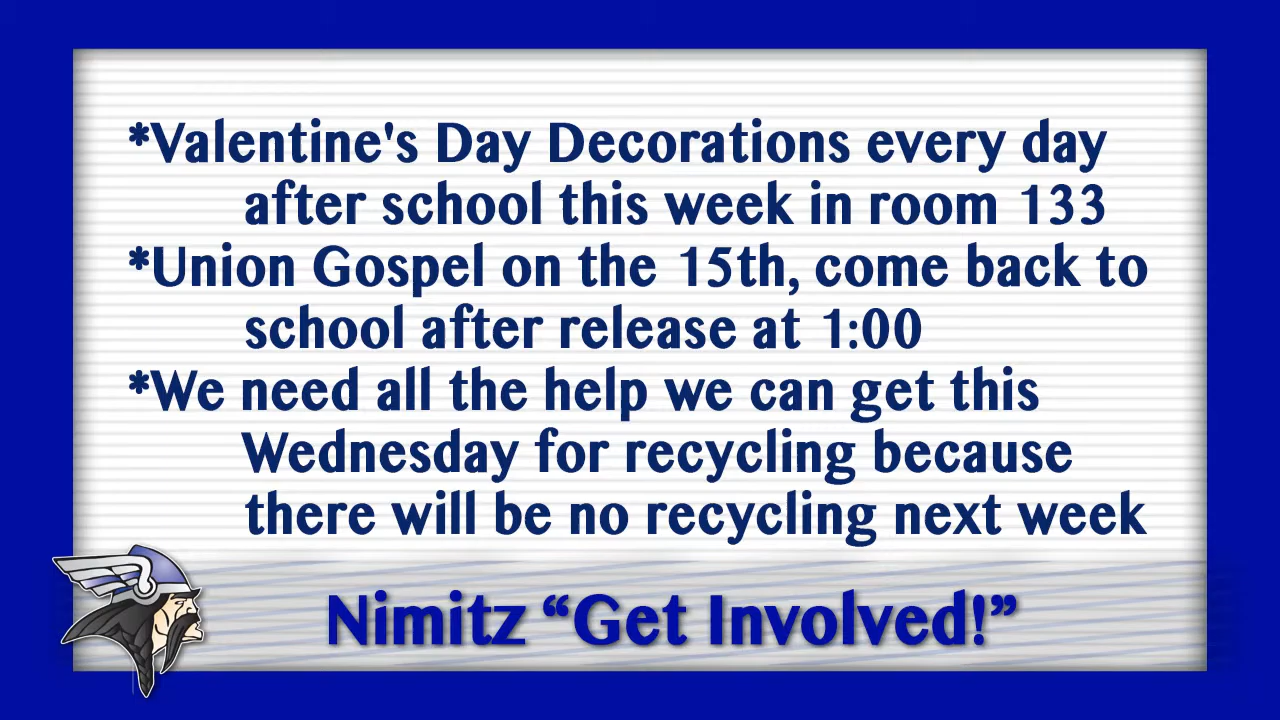 *Valentine's Day Decorations every day
after school this week in room 133
*Union Gospel on the 15th, come back to
school after release at 1:00
*We need all the help we can get this
Wednesday for recycling because
there will be no recycling next week
Nimitz “Get Involved!”